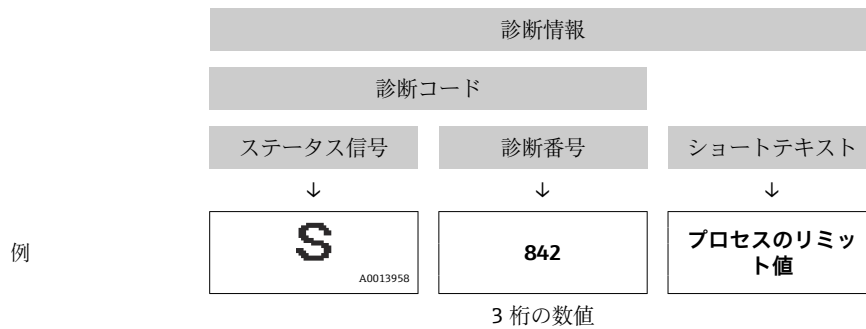 診断情報
診断コード
ステータス信号
診断番号
ショートテキスト
↓
↓
↓
例
S
A0013958
842
プロセスのリミッ
ト値
3 桁の数値